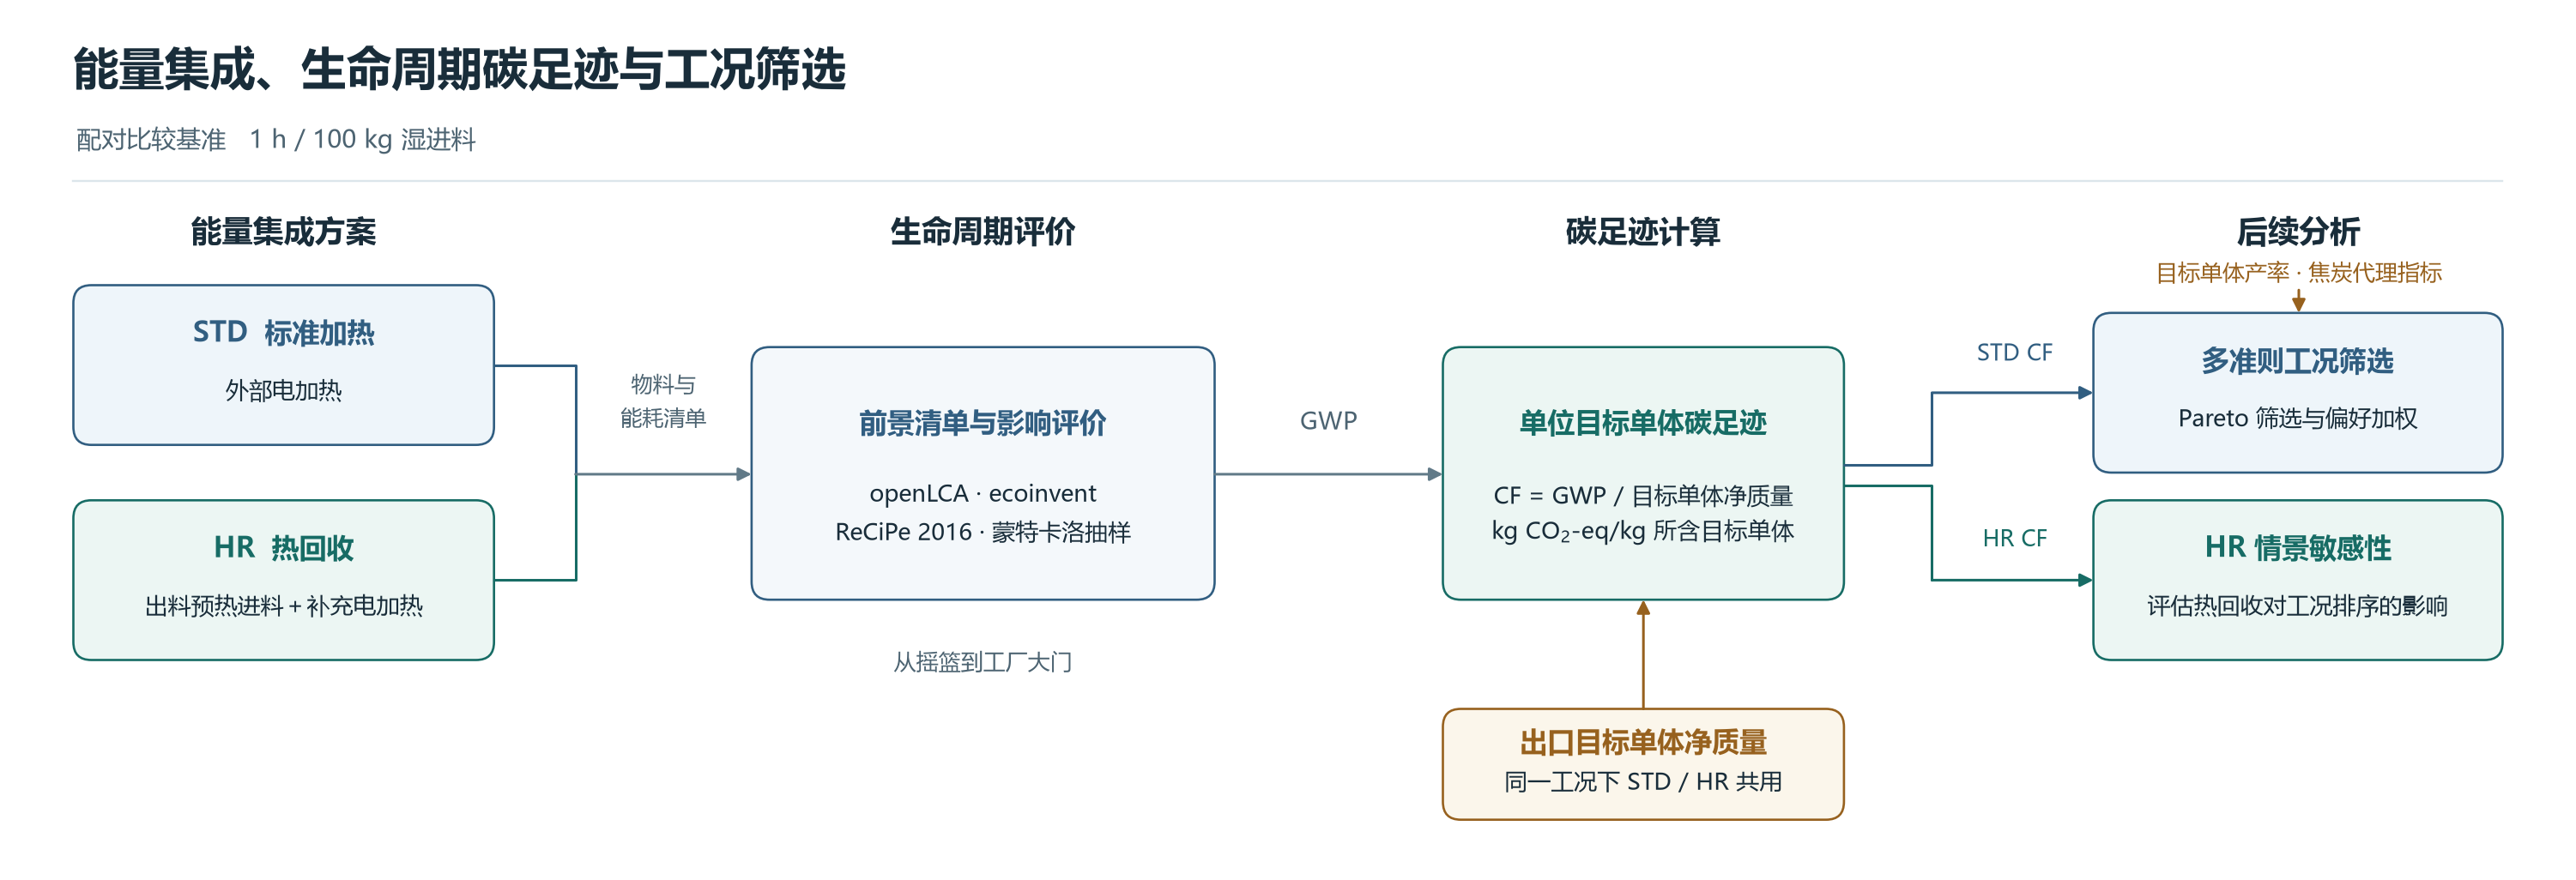 能量集成、生命周期碳足迹与工况筛选
配对比较基准 1 h / 100 kg 湿进料
能量集成方案
STD 标准加热
外部电加热
HR 热回收
出料预热进料 + 补充电加热
物料与
能耗清单
生命周期评价
前景清单与影响评价
openLCA · ecoinvent
ReCiPe 2016 · 蒙特卡洛抽样
从摇篮到工厂大门
GWP
碳足迹计算
单位目标单体碳足迹
CF = GWP / 目标单体净质量
kg CO₂-eq/kg 所含目标单体
出口目标单体净质量
同一工况下 STD / HR 共用
STD CF
HR CF
后续分析
目标单体产率 · 焦炭代理指标
多准则工况筛选
Pareto 筛选与偏好加权
HR 情景敏感性
评估热回收对工况排序的影响